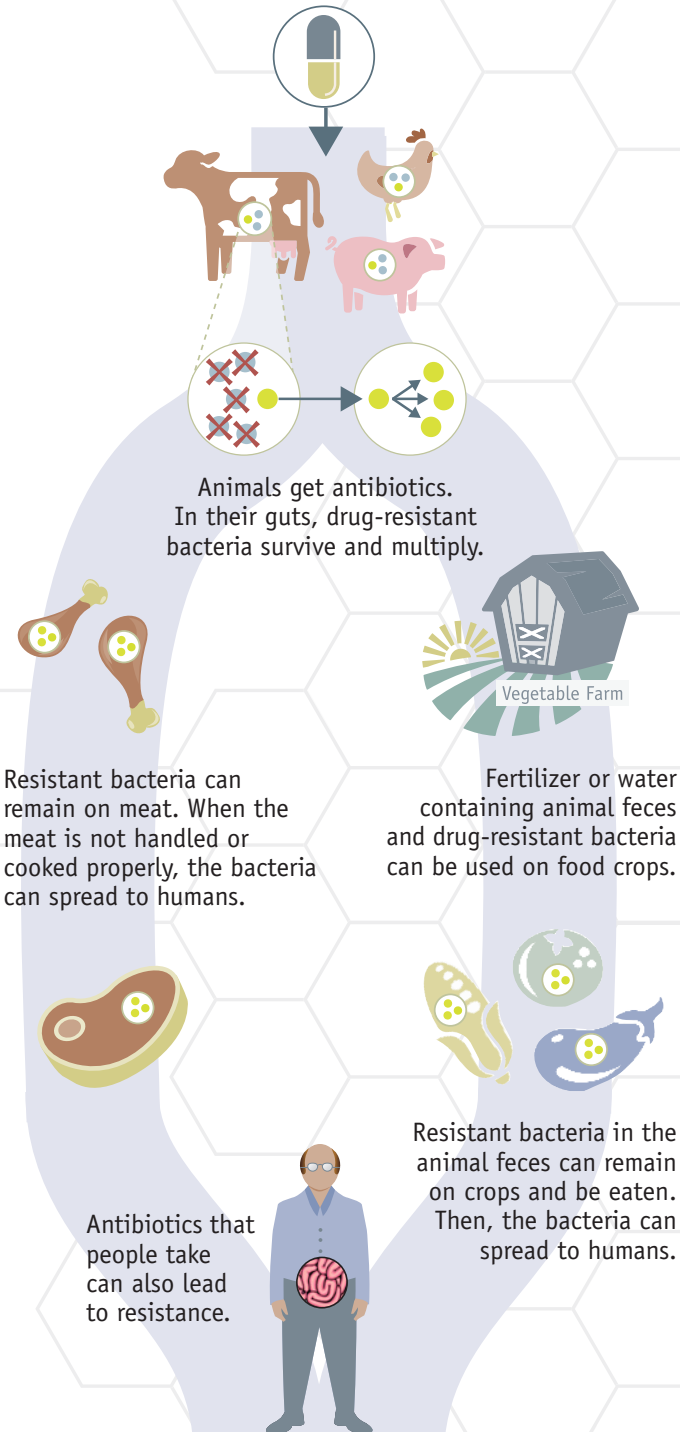 Animals get antibiotics.
In their guts, drug-resistant
bacteria survive and multiply.
Vegetable Farm
Resistant bacteria can
remain on meat. When the
meat is not handled or
cooked properly, the bacteria
can spread to humans.
Fertilizer or water
containing animal feces
and drug-resistant bacteria
can be used on food crops.
Resistant bacteria in the
animal feces can remain
on crops and be eaten.
Then, the bacteria can
spread to humans.
Antibiotics that
people take
can also lead
to resistance.